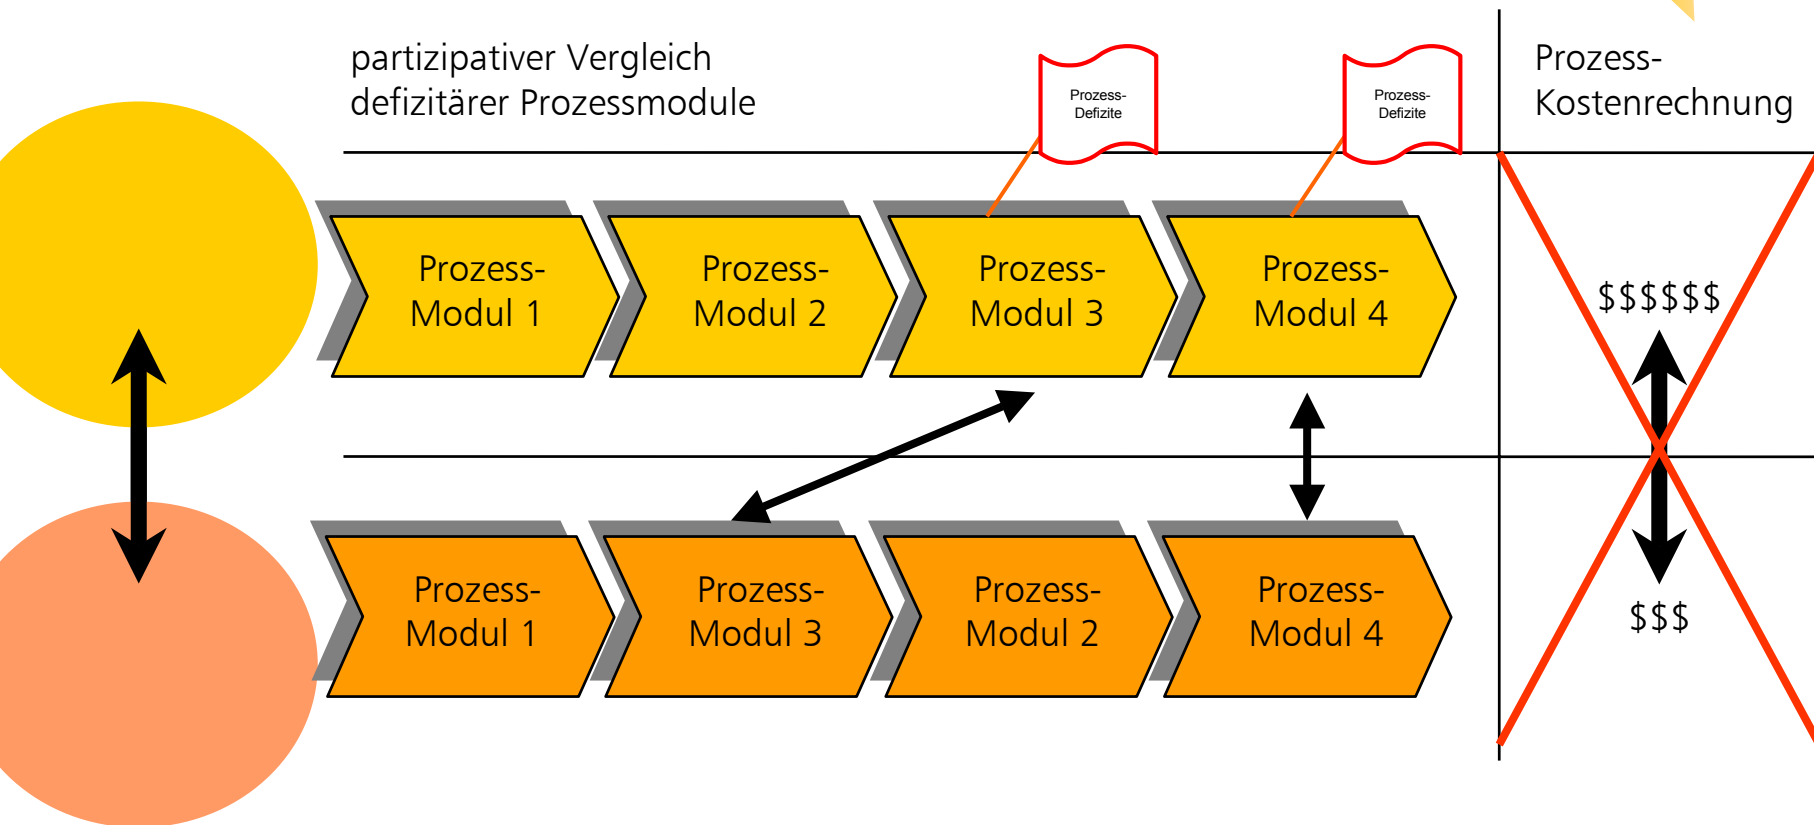 partizipativer Vergleich
defizitärer Prozessmodule
Prozess-
Defizite
Prozess-
Defizite
Prozess-
Kostenrechnung
Prozess-
Modul 1
Prozess-
Modul 2
Prozess-
Modul 3
Prozess-
Modul 4
$$$$$$
Prozess-
Modul 1
Prozess-
Modul 3
Prozess-
Modul 2
Prozess-
Modul 4
$$$